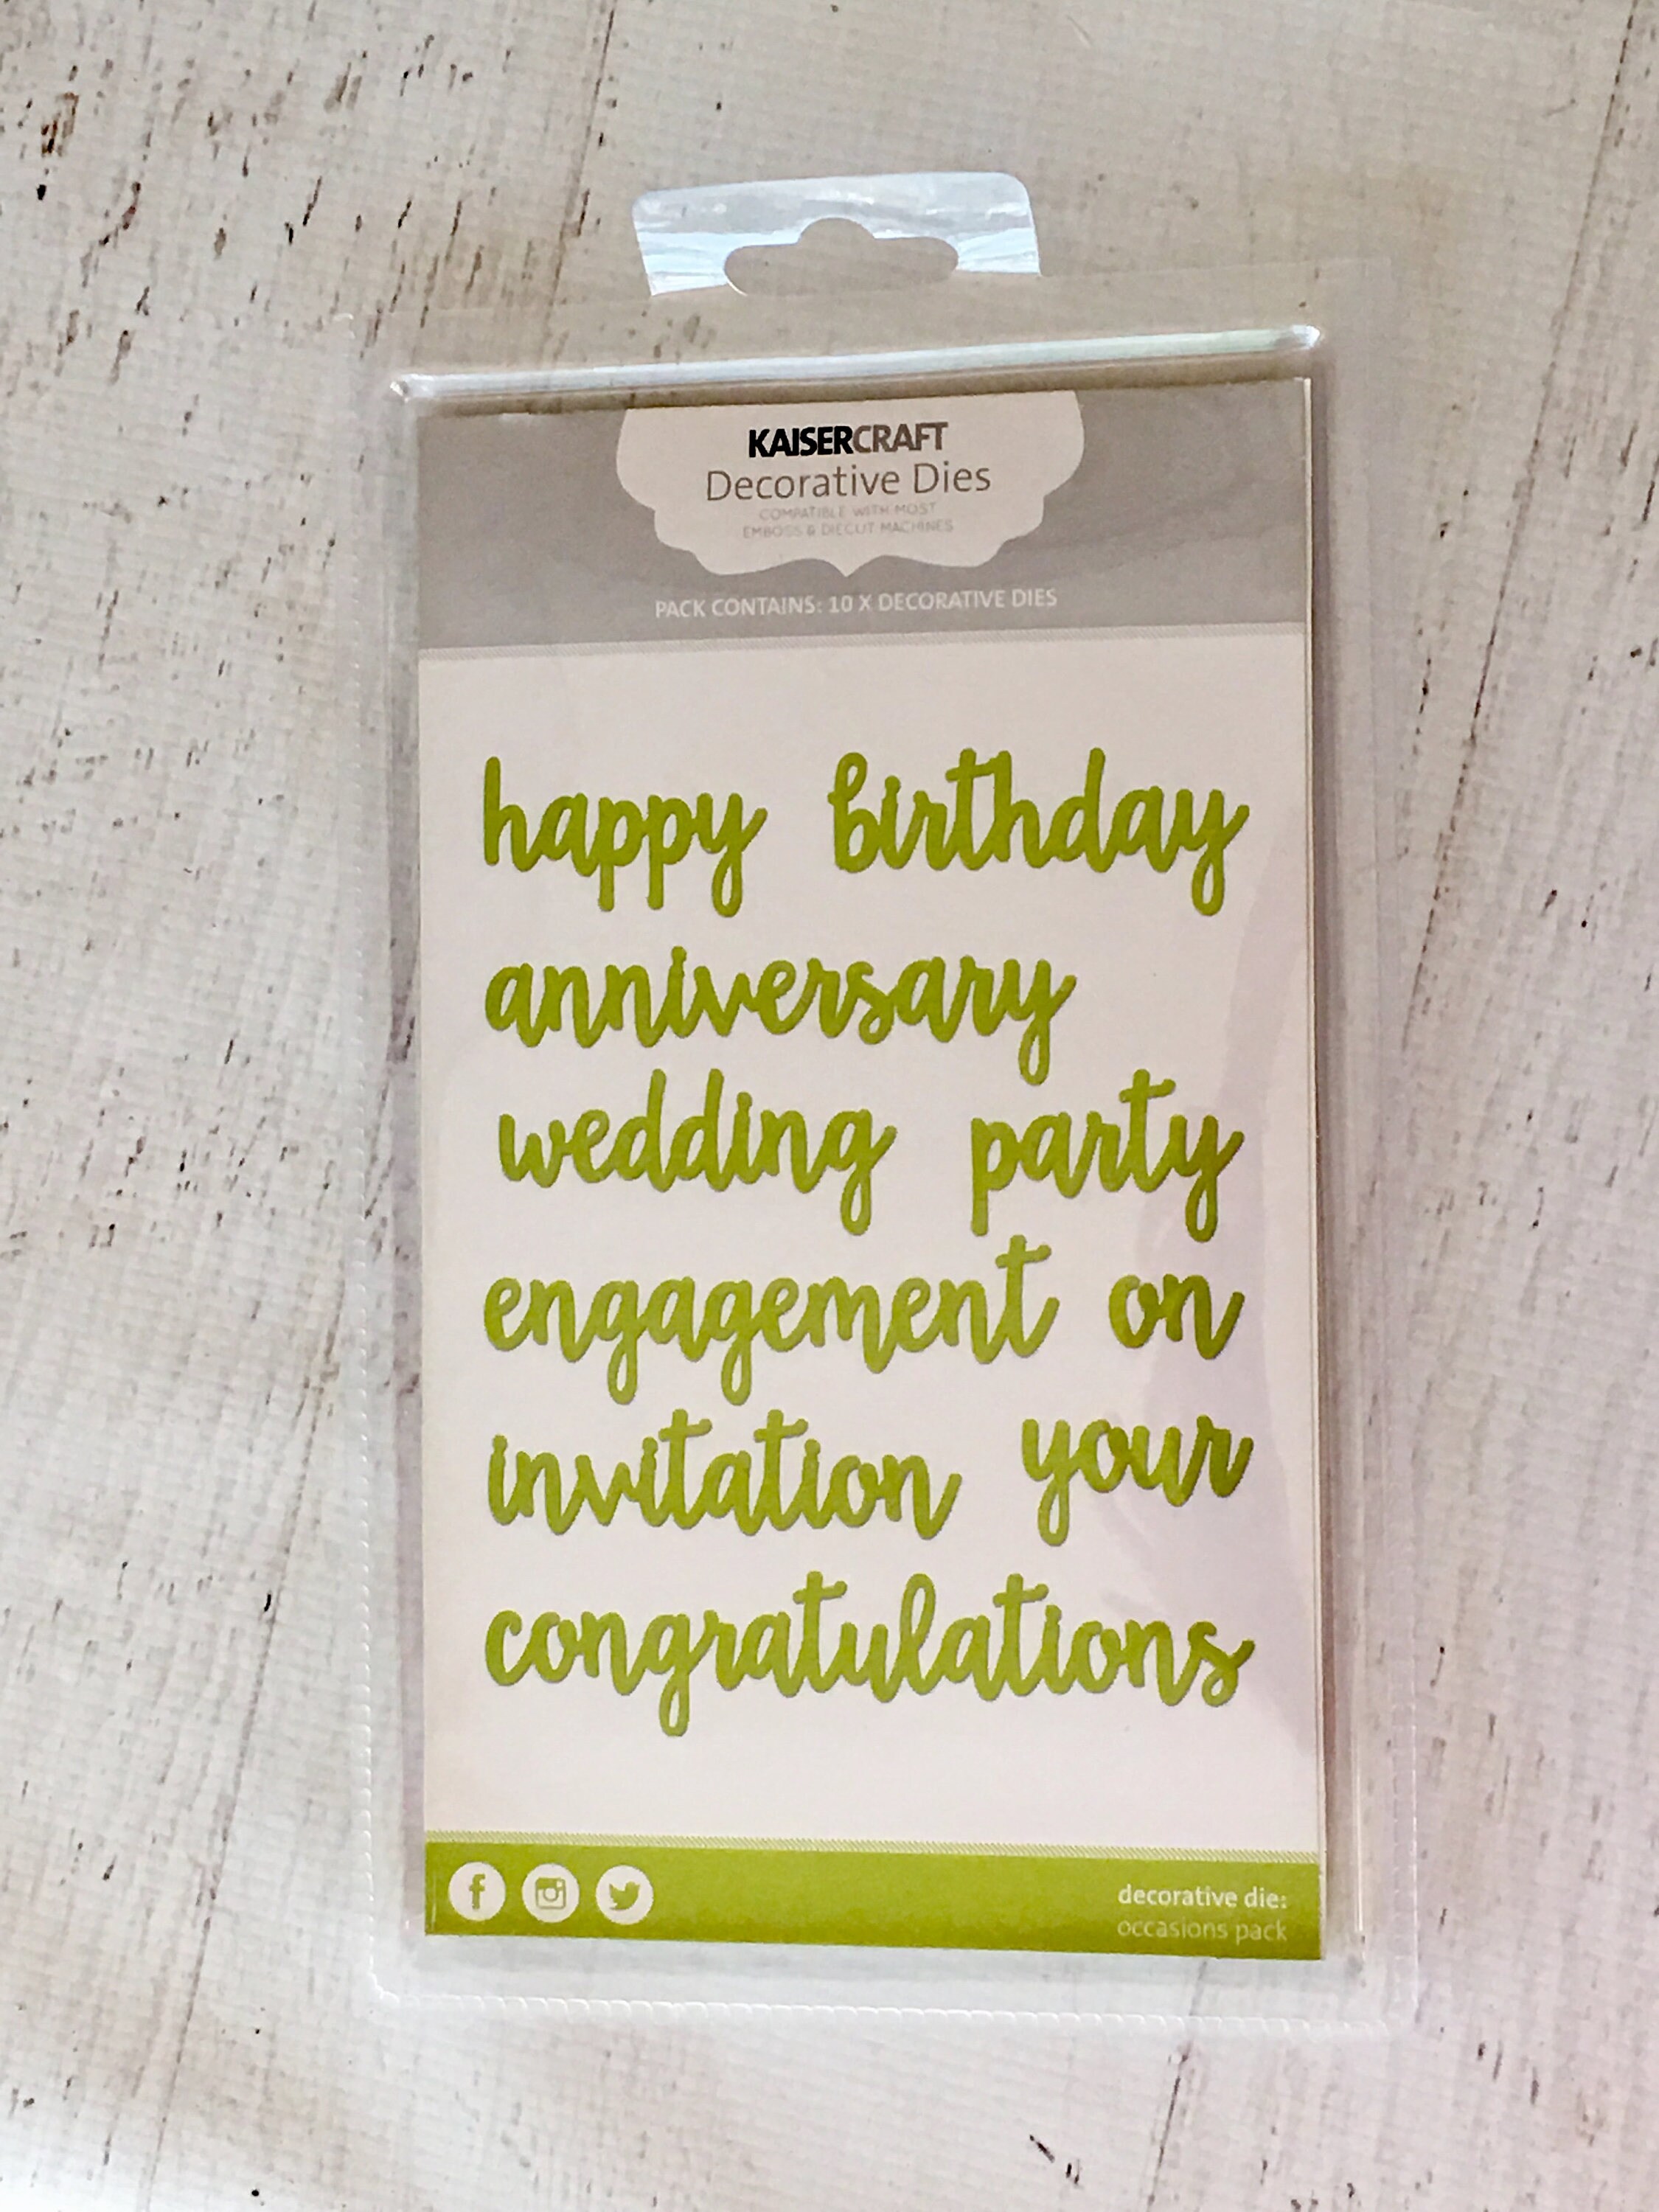 KAISERCRAFT
Decorative Dies
COMPATIBLE WITH MOST
EMBOSS & DIECUT MACHINES
PACK CONTAINS: 10 X DECORATIVE DIES
happy birthday
anniversary
wedding party
engagement on
invitation your
congratulations
decorative die:
occasions pack